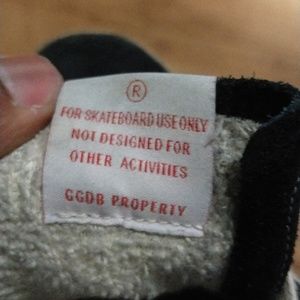 ®
FOR SKATEBOARD USE ONLY
NOT DESIGNED FOR
OTHER ACTIVITIES
GGDB PROPERTY